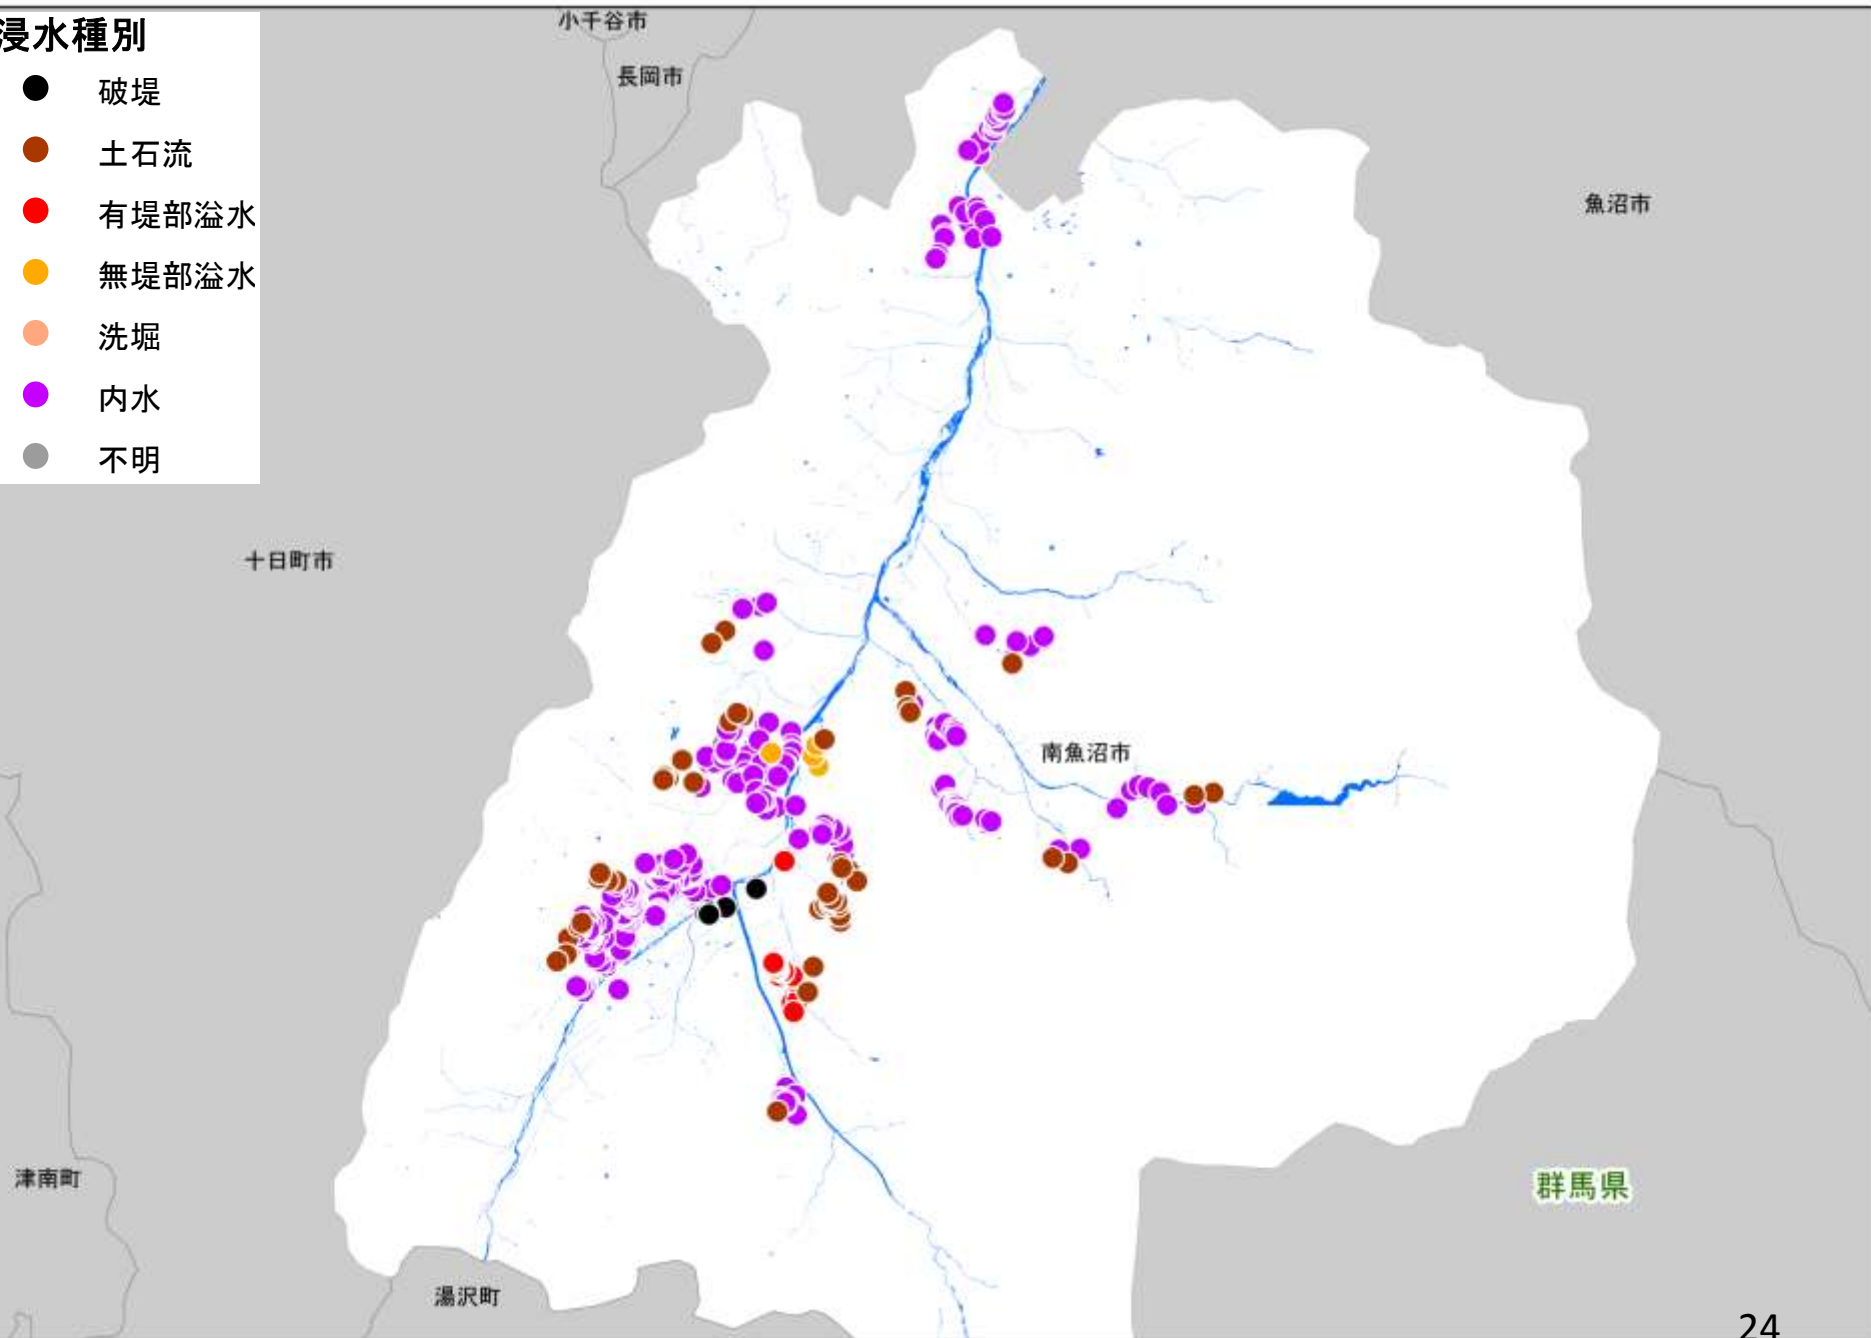 浸水種別
破堤
土石流
有堤部溢水
無堤部溢水
洗堀
内水
不明
小千谷市
長岡市
魚沼市
十日町市
南魚沼市
津南町
群馬県
湯沢町
24